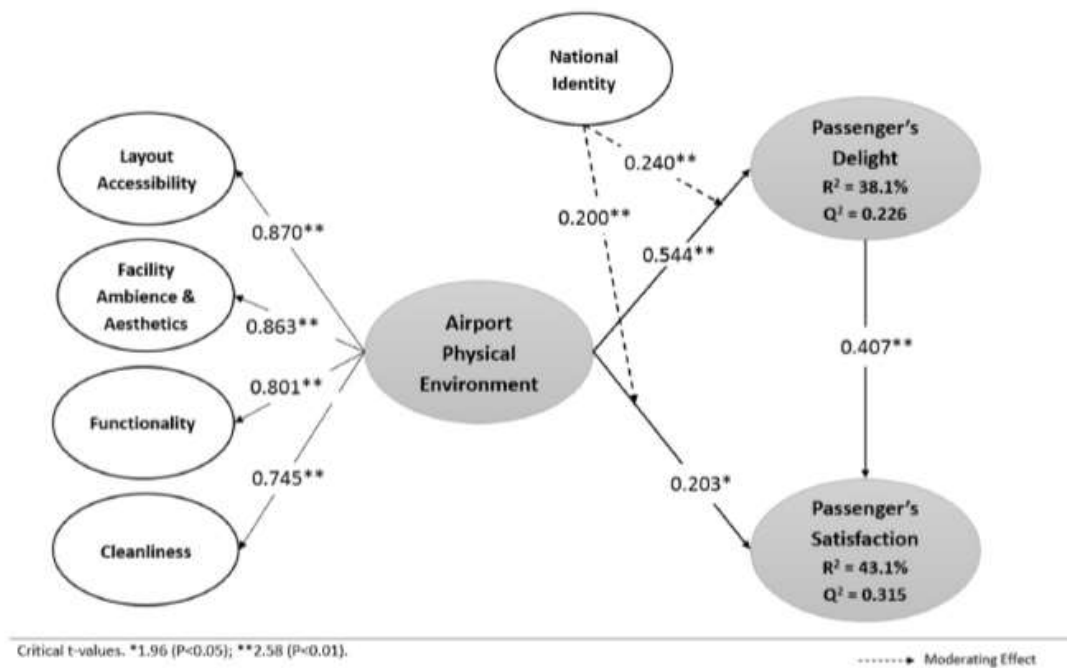 National
Identity
Passenger's
Delight
R² = 38.1%
Q² = 0.226
Layout
Accessibility
0.240**
0.200**
0.870**
0.544**
Facility
Ambience &
Aesthetics
0.863**
Airport
Physical
Environment
0.407**
0.801**
Functionality
0.745**
0.203*
Passenger's
Satisfaction
R² = 43.1%
Q² = 0.315
Cleanliness
Critical t-values. *1.96 (P<0.05); **2.58 (P<0.01).
Moderating Effect